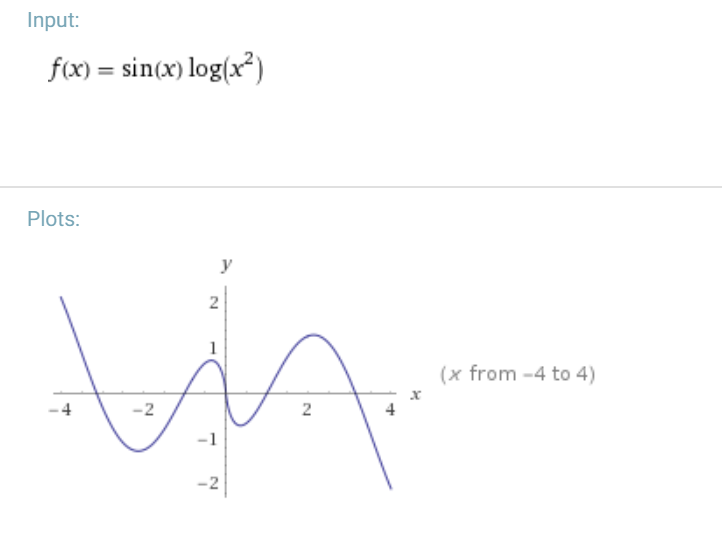 Input:
f(x) = sin(x) log(x²)
Plots:
y
2
1
(x from −4 to 4)
x
−4 −2 2 4
−1
−2